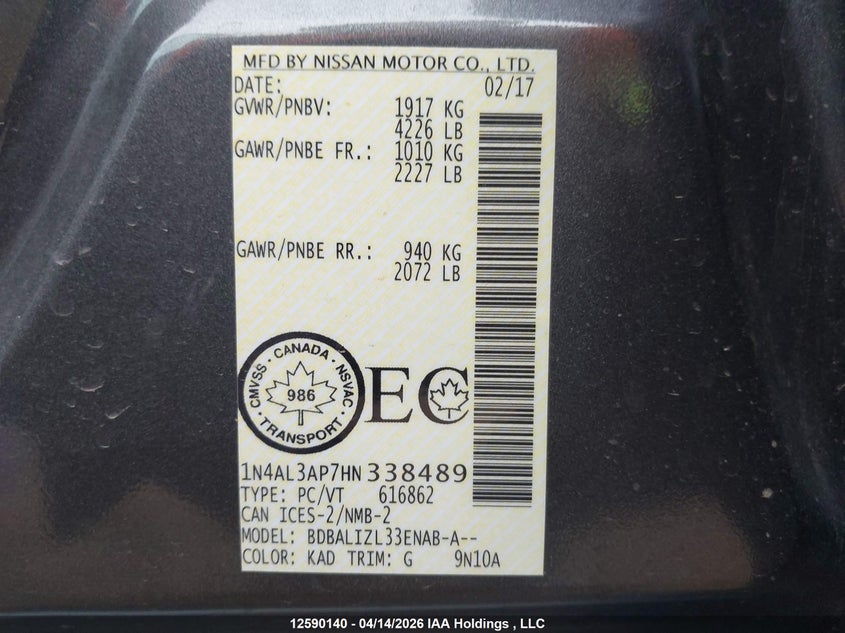 MFD BY NISSAN MOTOR CO., LTD.
DATE: 02/17
GVWR/PNBV: 1917 KG
4226 LB
GAWR/PNBE FR.: 1010 KG
2227 LB
GAWR/PNBE RR.: 940 KG
2072 LB
CMVSS · CANADA · NSVAC · TRANSPORT ·
986
EC
1N4AL3AP7HN338489
TYPE: PC/VT 616862
CAN ICES-2/NMB-2
MODEL: BDBALIZL33ENAB-A--
COLOR: KAD TRIM: G 9N10A
12590140 - 04/14/2026 IAA Holdings , LLC